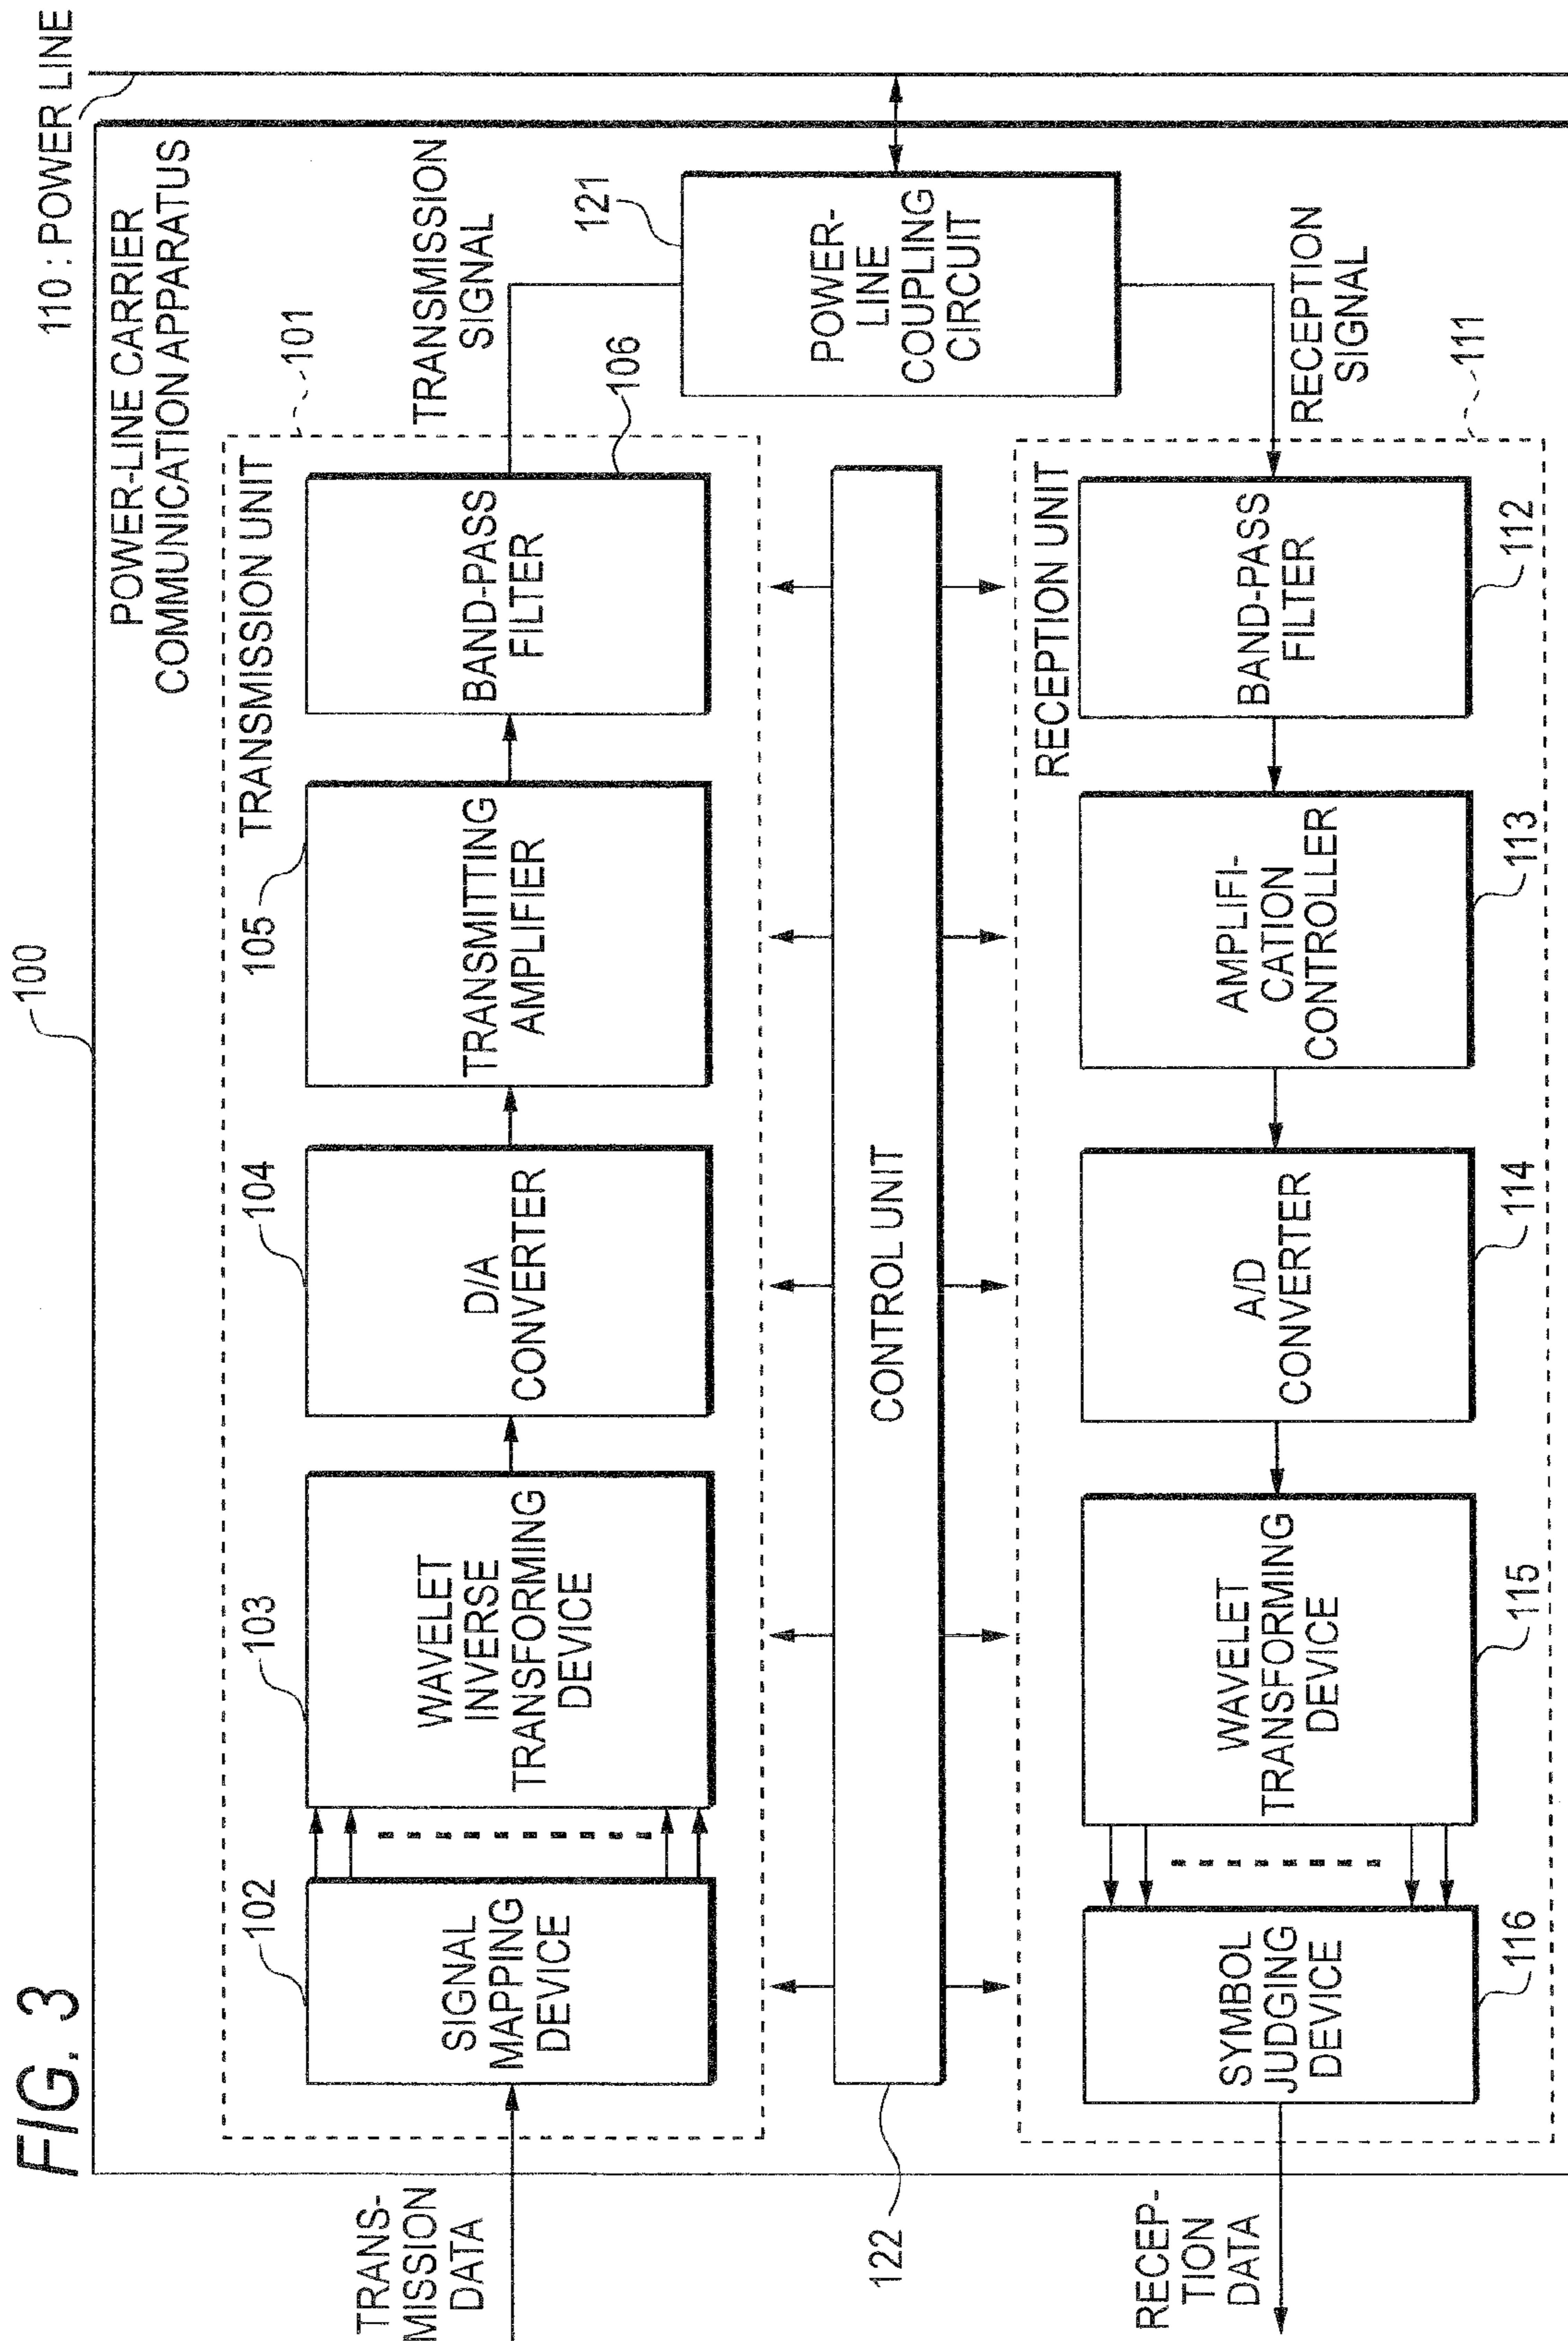 FIG. 3
100
110 : POWER LINE
POWER-LINE CARRIER
COMMUNICATION APPARATUS
TRANSMISSION UNIT
101
TRANS-
MISSION
DATA
102
SIGNAL
MAPPING
DEVICE
103
WAVELET
INVERSE
TRANSFORMING
DEVICE
104
D/A
CONVERTER
105
TRANSMITTING
AMPLIFIER
106
BAND-PASS
FILTER
TRANSMISSION
SIGNAL
121
POWER-
LINE
COUPLING
CIRCUIT
122
CONTROL UNIT
RECEPTION
SIGNAL
RECEPTION UNIT
111
BAND-PASS
FILTER
112
AMPLIFI-
CATION
CONTROLLER
113
A/D
CONVERTER
114
WAVELET
TRANSFORMING
DEVICE
115
SYMBOL
JUDGING
DEVICE
116
RECEP-
TION
DATA